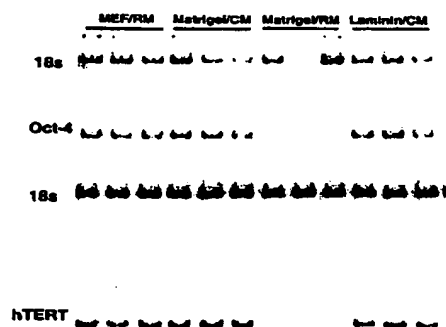 MEF/RM Matrigel/CM Matrigel/RM Laminin/CM
18s
Oct-4
18s
hTERT